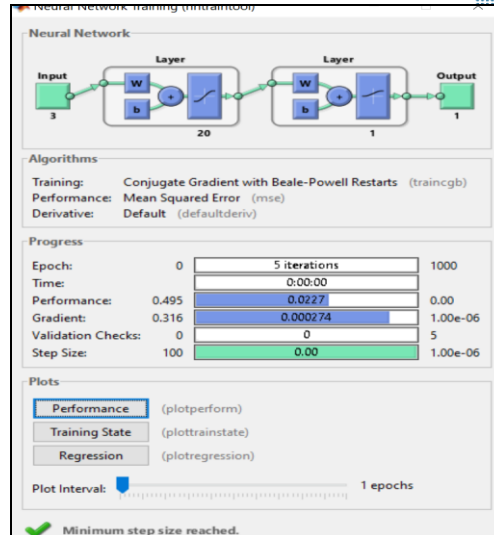 Neural Network Training (nntraintool)
Neural Network
Layer Layer
Input Output
W W
b b
+ +
3 20 1 1
Algorithms
Training: Conjugate Gradient with Beale-Powell Restarts (traincgb)
Performance: Mean Squared Error (mse)
Derivative: Default (defaultderiv)
Progress
Epoch: 0 5 iterations 1000
Time: 0:00:00
Performance: 0.495 0.0227 0.00
Gradient: 0.316 0.000274 1.00e-06
Validation Checks: 0 0 5
Step Size: 100 0.00 1.00e-06
Plots
Performance (plotperform)
Training State (plottrainstate)
Regression (plotregression)
Plot Interval: 1 epochs
Minimum step size reached.